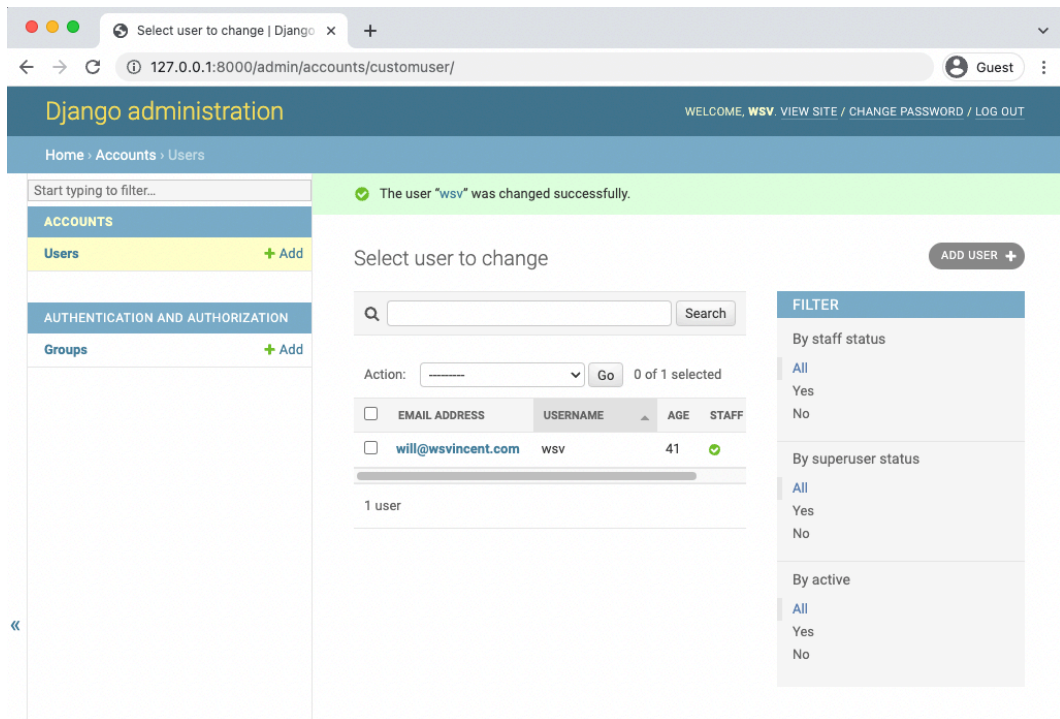 Select user to change | Django
127.0.0.1:8000/admin/accounts/customuser/
Guest
Django administration
WELCOME, WSV. VIEW SITE / CHANGE PASSWORD / LOG OUT
Home › Accounts › Users
Start typing to filter...
ACCOUNTS
Users + Add
AUTHENTICATION AND AUTHORIZATION
Groups + Add
«
The user “wsv” was changed successfully.
Select user to change
ADD USER +
Search
Action: --------- Go 0 of 1 selected
EMAIL ADDRESS USERNAME AGE STAFF
will@wsvincent.com wsv 41
1 user
FILTER
By staff status
All
Yes
No
By superuser status
All
Yes
No
By active
All
Yes
No